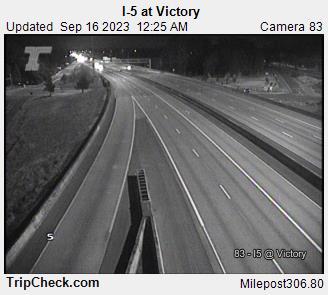 I-5 at Victory
Updated Sep 16 2023 12:25 AM Camera 83
T
S
83 - I5 @ Victory
TripCheck.com Milepost306.80